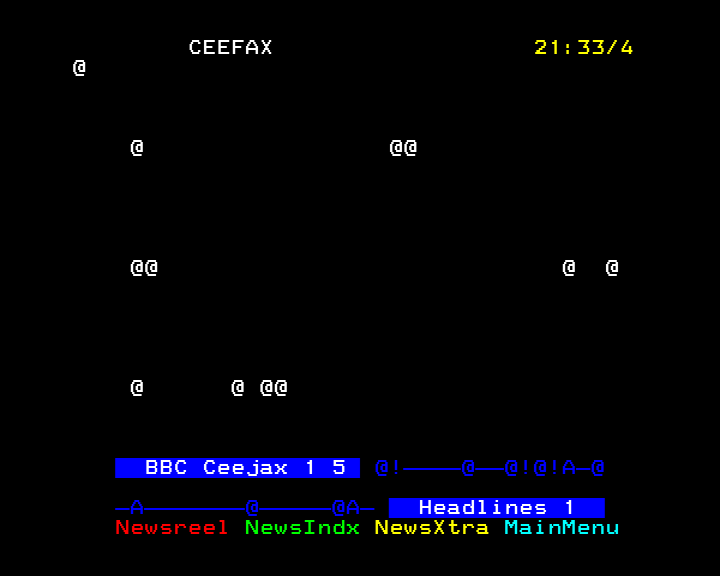 CEEFAX 21:33/4
@
@ @@
@@ @ @
@ @ @@
BBC Ceejax 1 5 @!————@——@!@!A—@
—A———————@—————@A— Headlines 1
Newsreel NewsIndx NewsXtra MainMenu